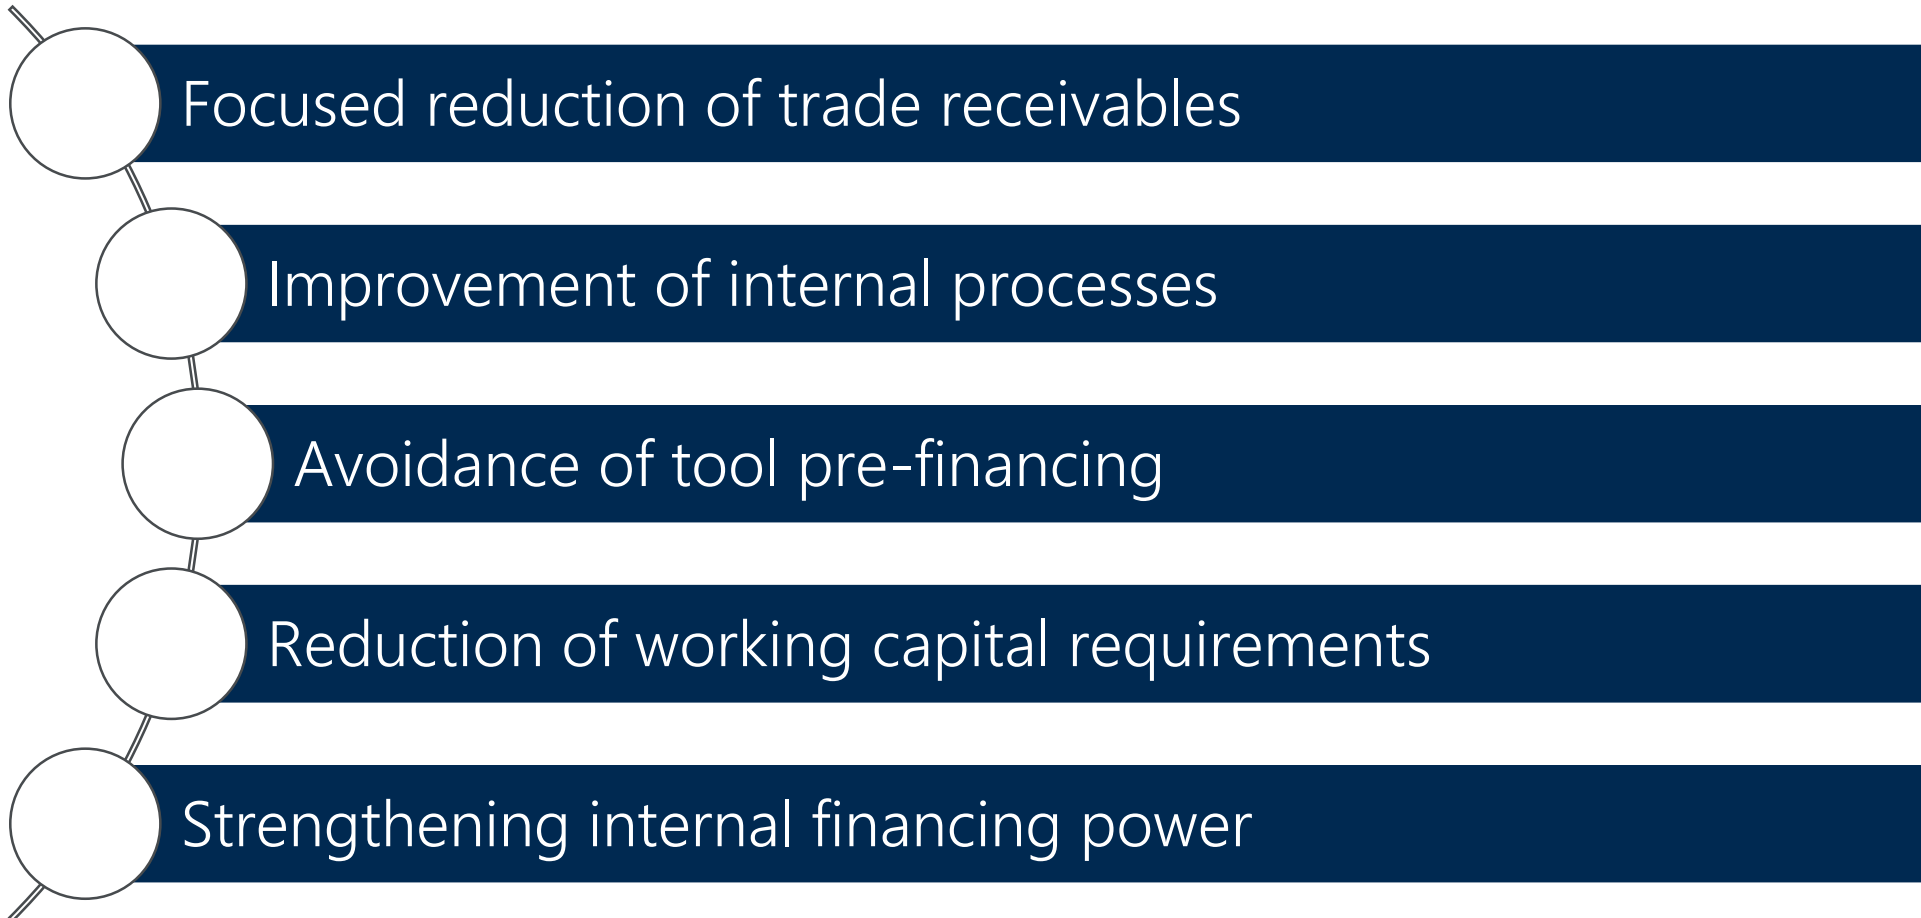 Focused reduction of trade receivables
Improvement of internal processes
Avoidance of tool pre-financing
Reduction of working capital requirements
Strengthening internal financing power